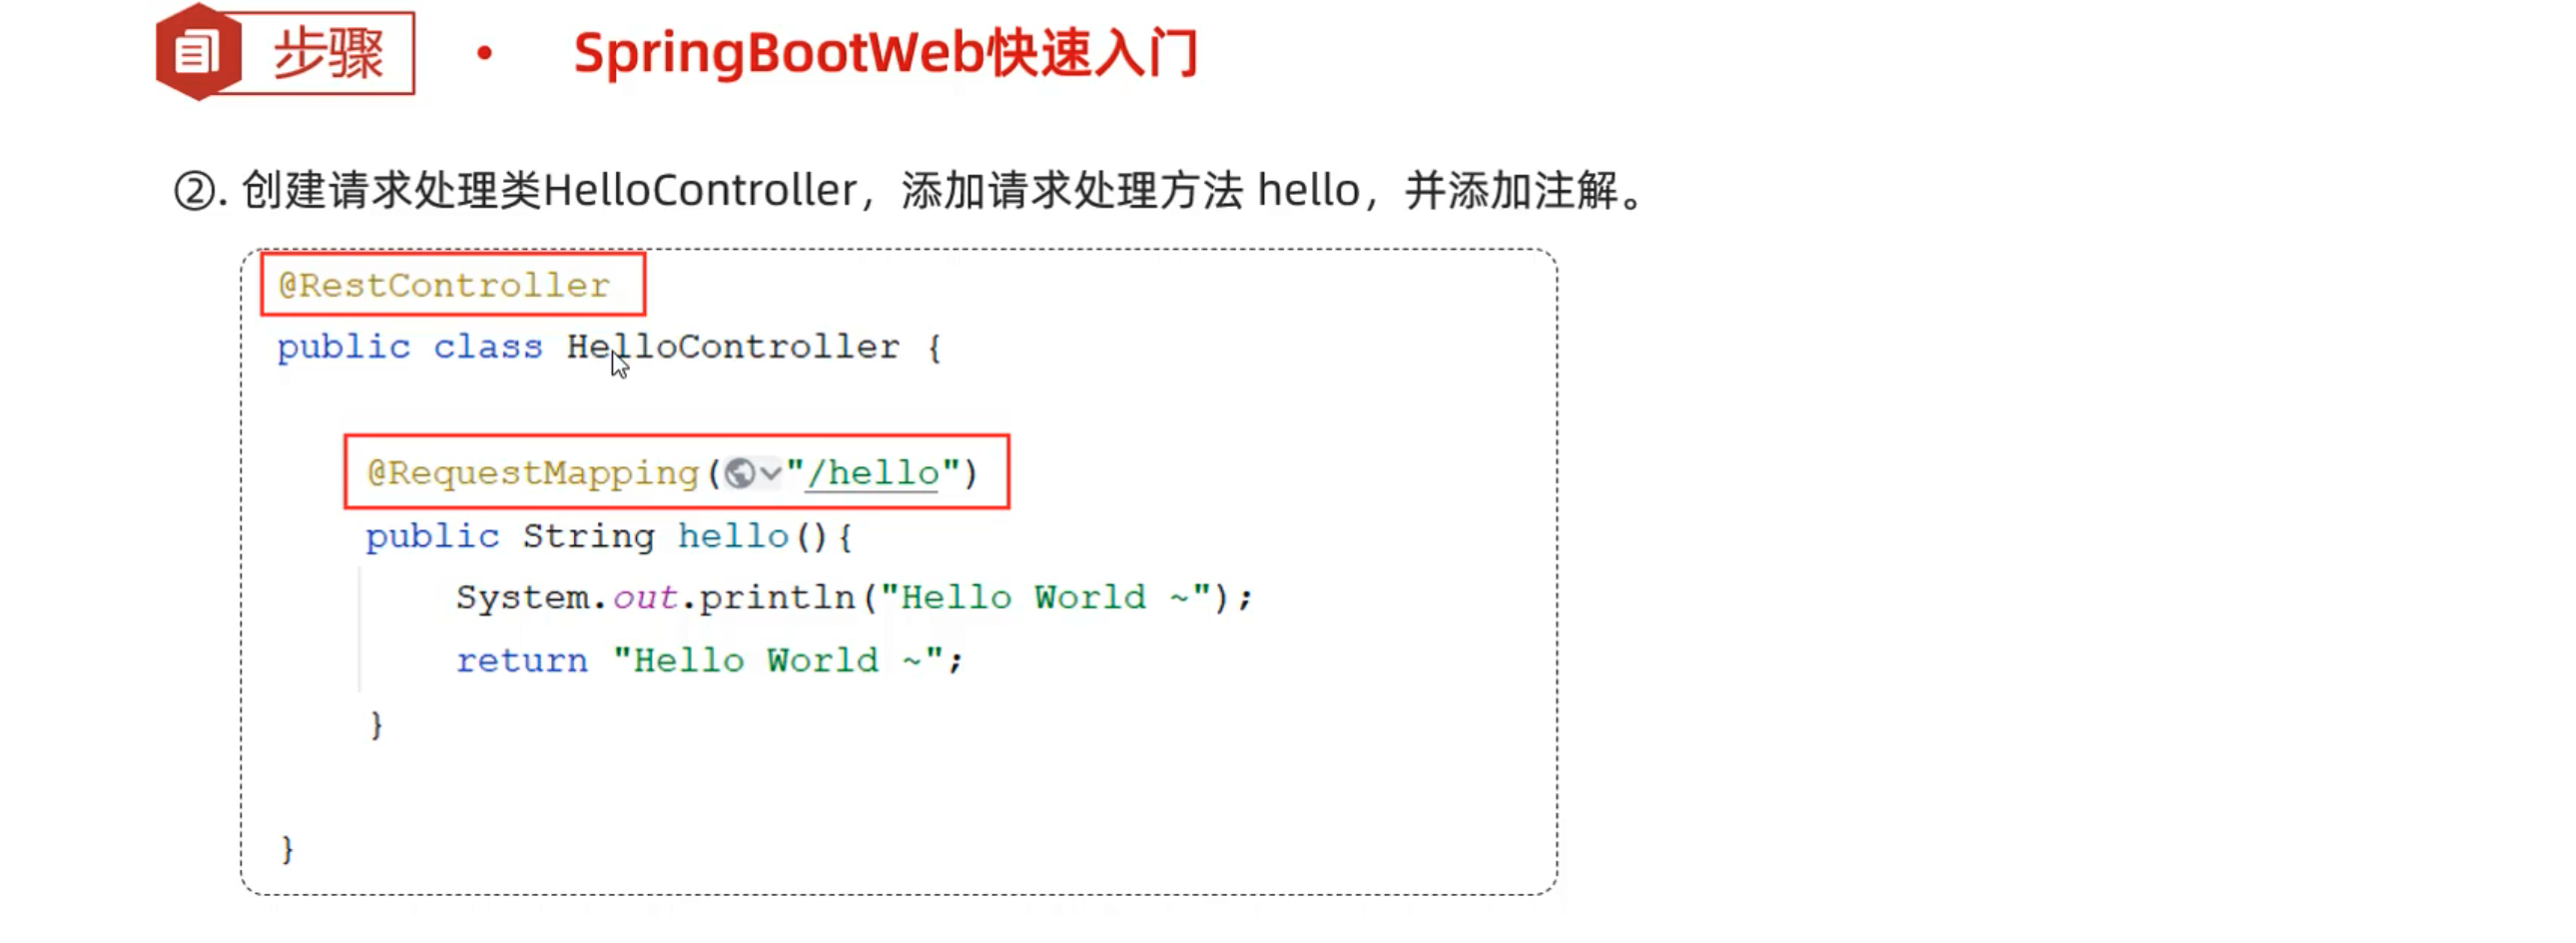 步骤 • SpringBootWeb快速入门
②. 创建请求处理类HelloController，添加请求处理方法 hello，并添加注解。
@RestController
public class HelloController {
@RequestMapping("/hello")
public String hello(){
System.out.println("Hello World ~");
return "Hello World ~";
}
}